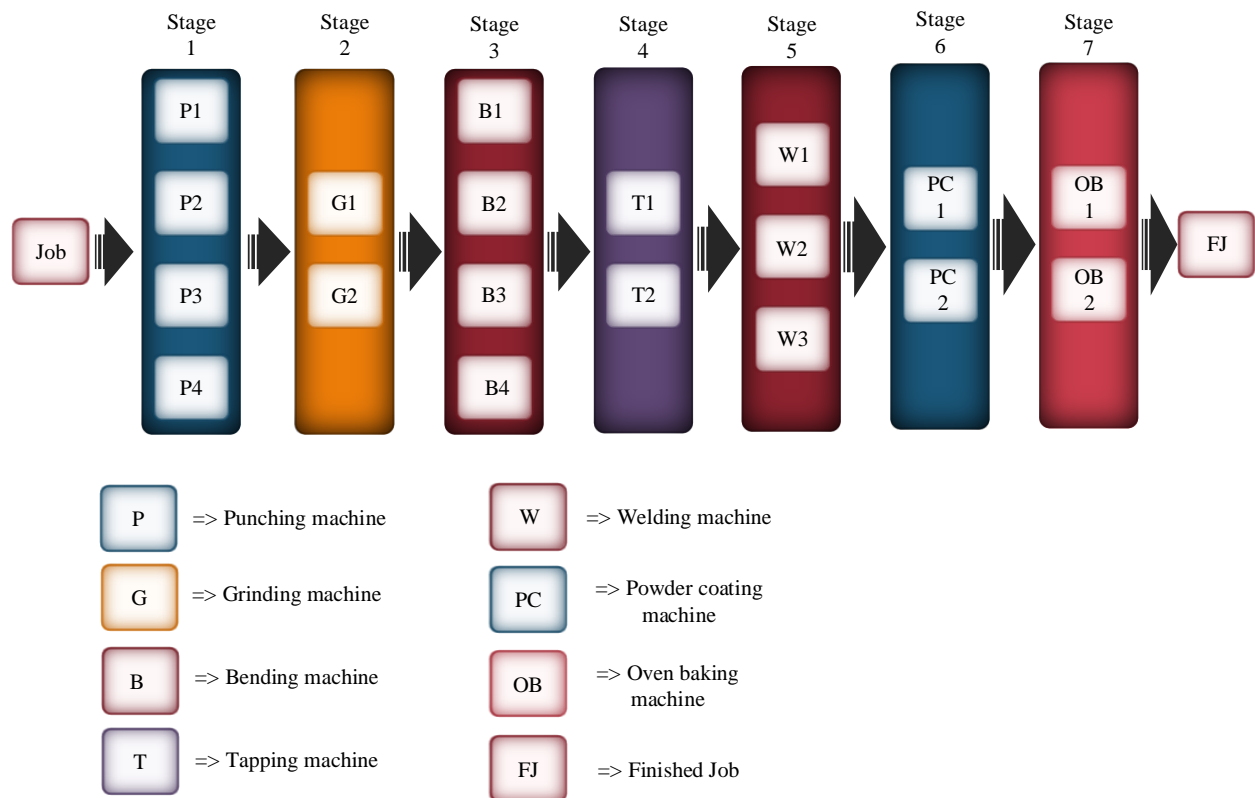 Stage
1
Stage
2
Stage
3
Stage
4
Stage
5
Stage
6
Stage
7
Job
P1
P2
P3
P4
G1
G2
B1
B2
B3
B4
T1
T2
W1
W2
W3
PC
1
PC
2
OB
1
OB
2
FJ
P
=> Punching machine
G
=> Grinding machine
B
=> Bending machine
T
=> Tapping machine
W
=> Welding machine
PC
=> Powder coating
machine
OB
=> Oven baking
machine
FJ
=> Finished Job